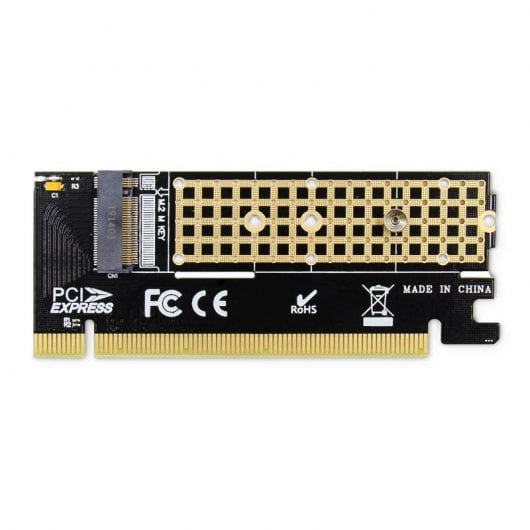 R3
C1
M.2 M KEY
CN1
PCI
EXPRESS
FC CE
RoHS
MADE IN CHINA